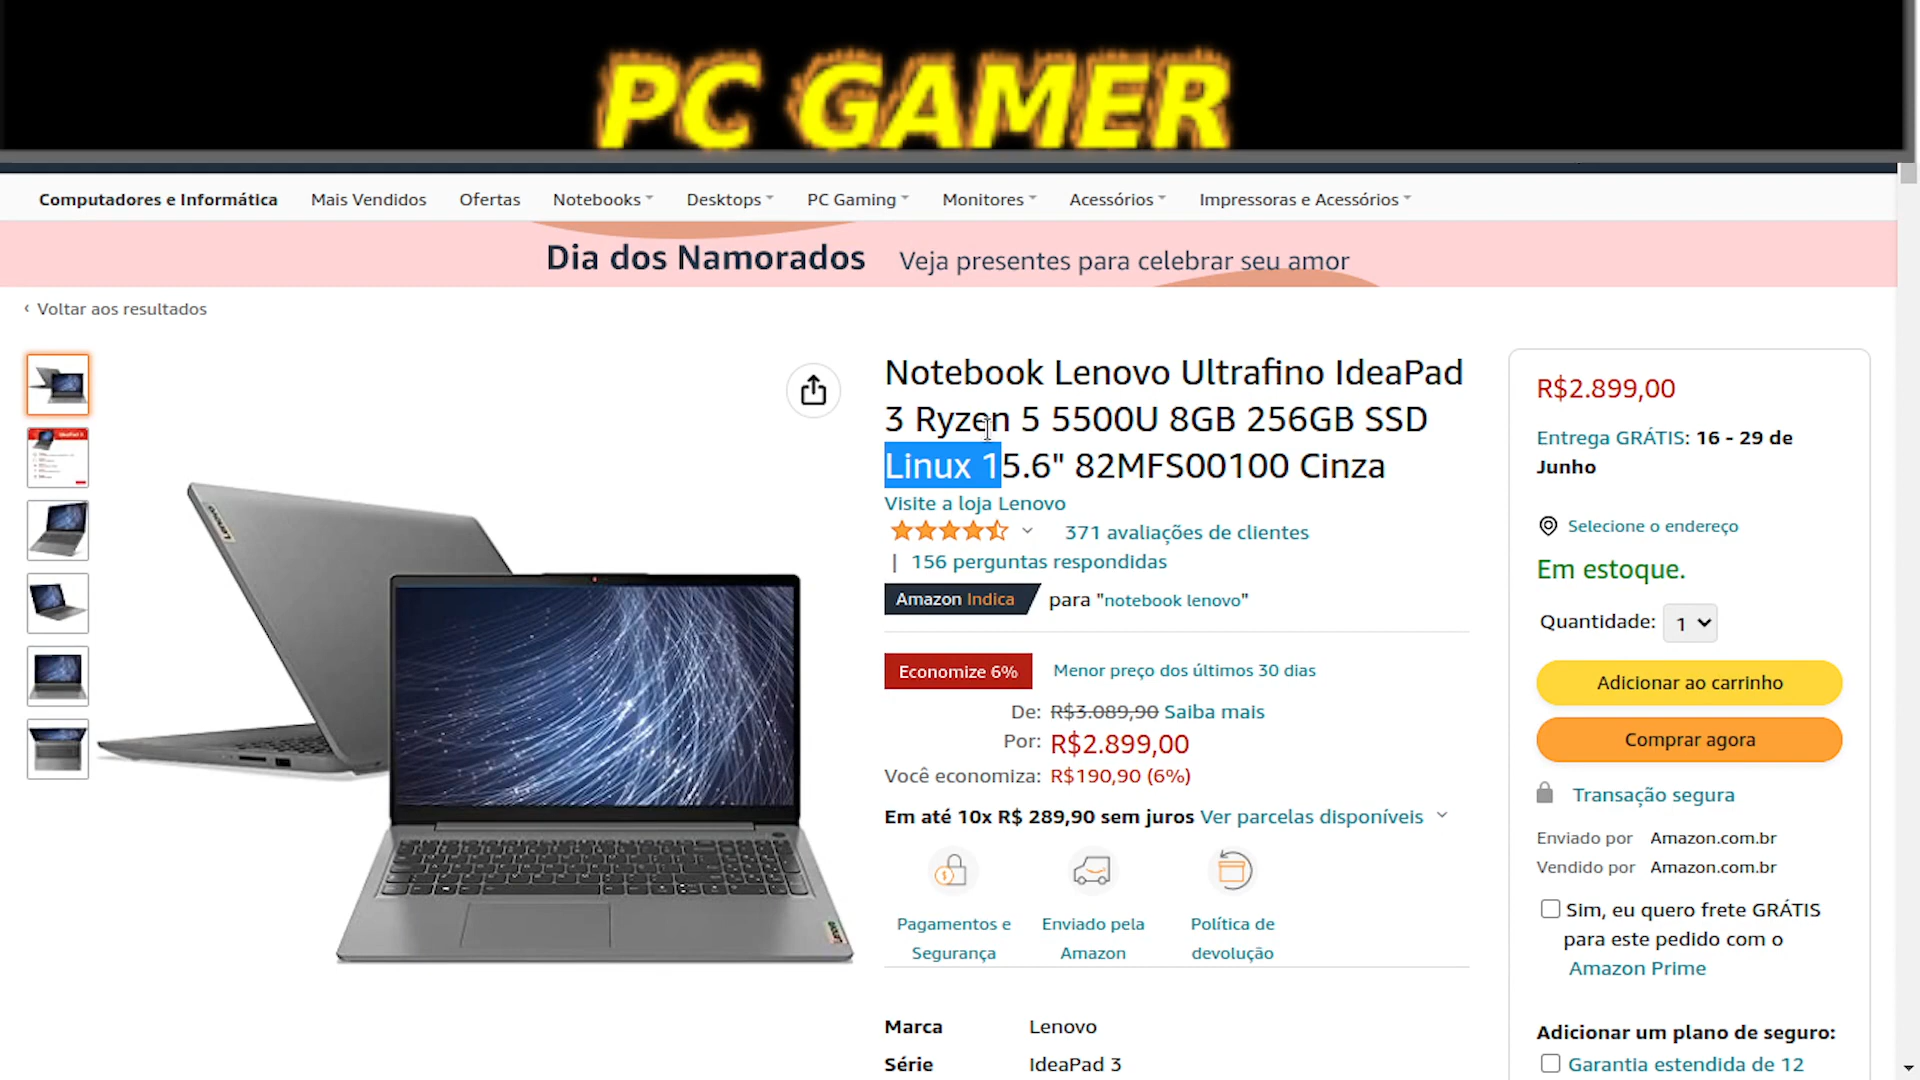 PC GAMER
Computadores e Informática Mais Vendidos Ofertas Notebooks Desktops PC Gaming Monitores Acessórios Impressoras e Acessórios
Dia dos Namorados Veja presentes para celebrar seu amor
‹ Voltar aos resultados
Notebook Lenovo Ultrafino IdeaPad
3 Ryzen 5 5500U 8GB 256GB SSD
Linux 15.6" 82MFS00100 Cinza
Visite a loja Lenovo
371 avaliações de clientes
| 156 perguntas respondidas
Amazon Indica para "notebook lenovo"
Economize 6% Menor preço dos últimos 30 dias
De: R$3.089,90 Saiba mais
Por: R$2.899,00
Você economiza: R$190,90 (6%)
Em até 10x R$ 289,90 sem juros Ver parcelas disponíveis
Pagamentos e
Segurança
Enviado pela
Amazon
Política de
devolução
Marca Lenovo
Série IdeaPad 3
R$2.899,00
Entrega GRÁTIS: 16 - 29 de
Junho
Selecione o endereço
Em estoque.
Quantidade: 1
Adicionar ao carrinho
Comprar agora
Transação segura
Enviado por Amazon.com.br
Vendido por Amazon.com.br
Sim, eu quero frete GRÁTIS
para este pedido com o
Amazon Prime
Adicionar um plano de seguro:
Garantia estendida de 12